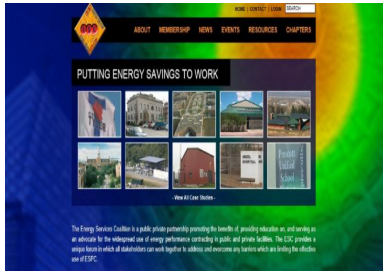 HOME | CONTACT | LOGIN SEARCH
ABOUT MEMBERSHIP NEWS EVENTS RESOURCES CHAPTERS
PUTTING ENERGY SAVINGS TO WORK
- View All Case Studies -
The Energy Services Coalition is a public private partnership promoting the benefits of, providing education on, and serving as
an advocate for the widespread use of energy performance contracting in public and private facilities. The ESC provides a
unique forum in which all stakeholders can work together to address and overcome any barriers which are limiting the effective
use of ESPC.